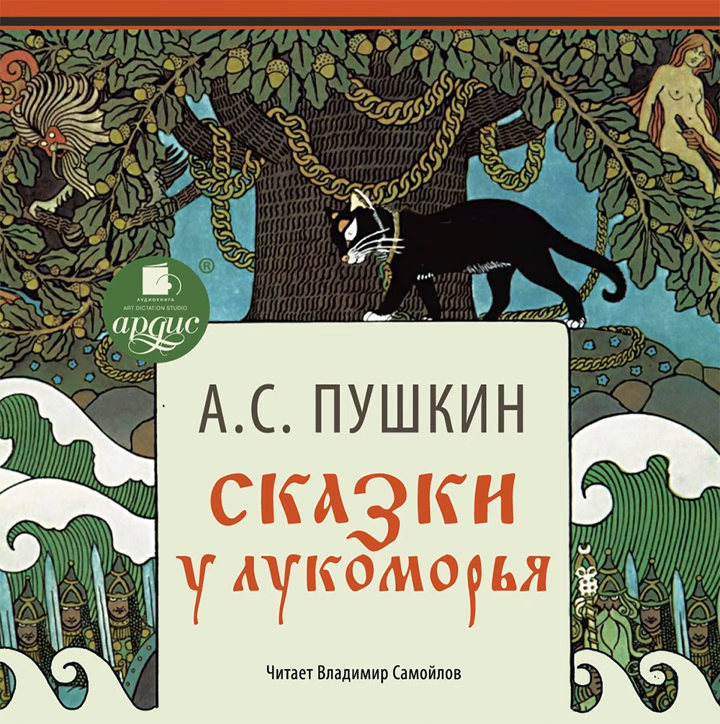 ®
АУДИОКНИГА
ART DICTATION STUDIO
ардис
А.С. ПУШКИН
Сказки
у лукоморья
Читает Владимир Самойлов